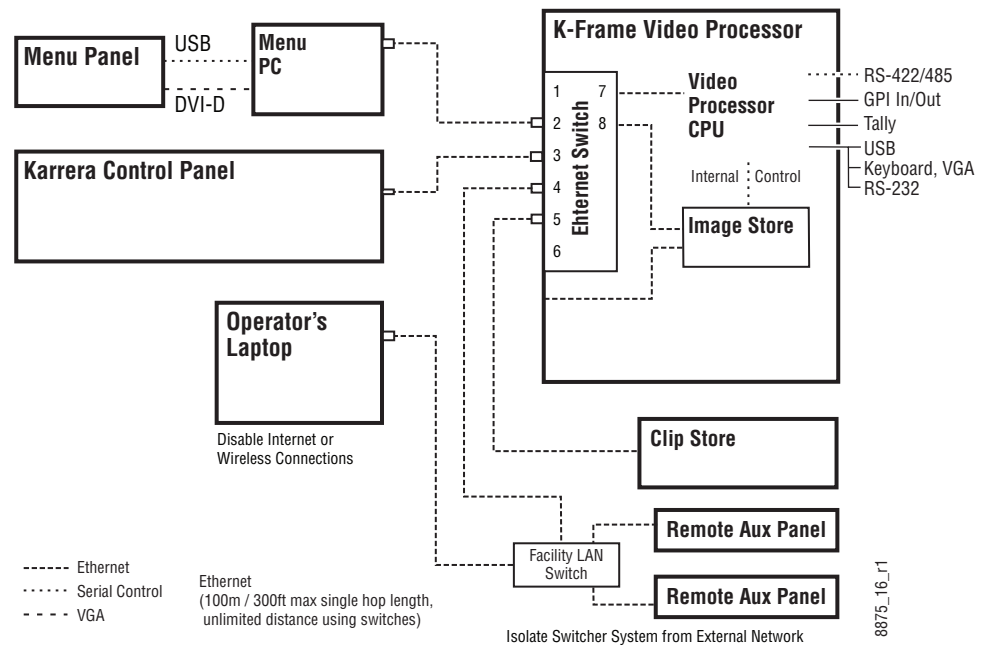 Menu Panel
USB
DVI-D
Menu
PC
K-Frame Video Processor
1
2
3
4
5
6
7
8
Ehternet Switch
Video
Processor
CPU
Internal
Control
Image Store
RS-422/485
GPI In/Out
Tally
USB
Keyboard, VGA
RS-232
Karrera Control Panel
Operator's
Laptop
Disable Internet or
Wireless Connections
Clip Store
Remote Aux Panel
Facility LAN
Switch
Remote Aux Panel
Ethernet
Serial Control
VGA
Ethernet
(100m / 300ft max single hop length,
unlimited distance using switches)
Isolate Switcher System from External Network
8875_16_r1